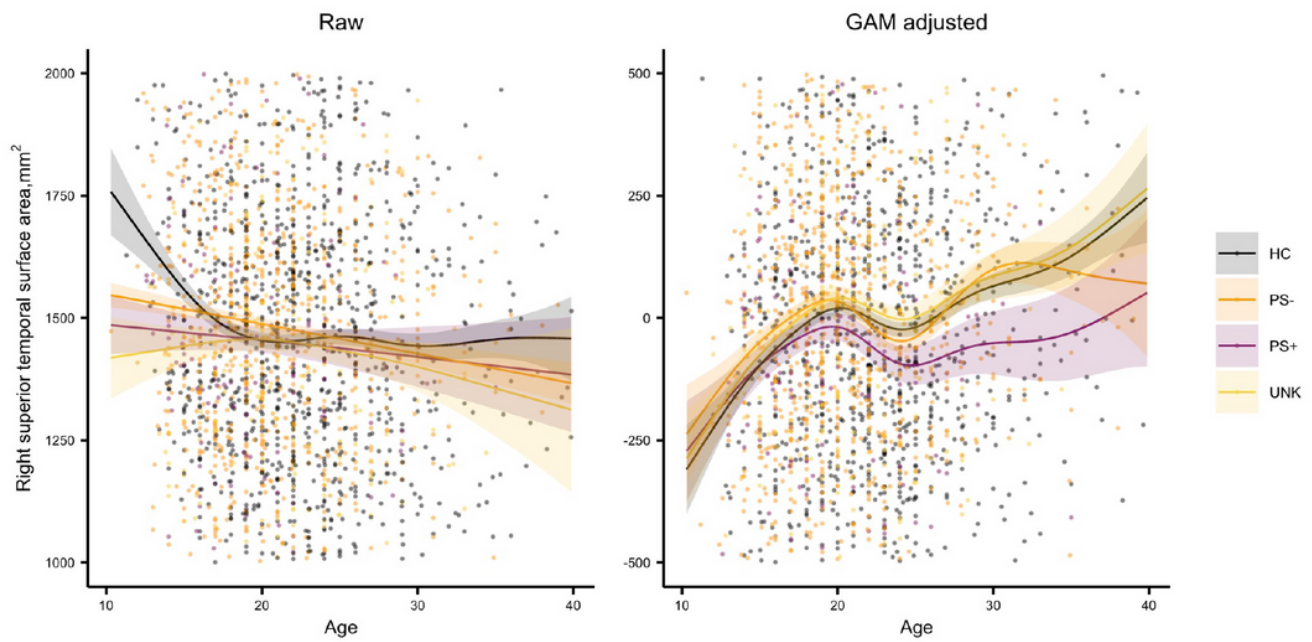 Raw
GAM adjusted
Right superior temporal surface area,mm²
2000
1750
1500
1250
1000
10 20 30 40
Age
500
250
0
-250
-500
10 20 30 40
Age
HC
PS-
PS+
UNK